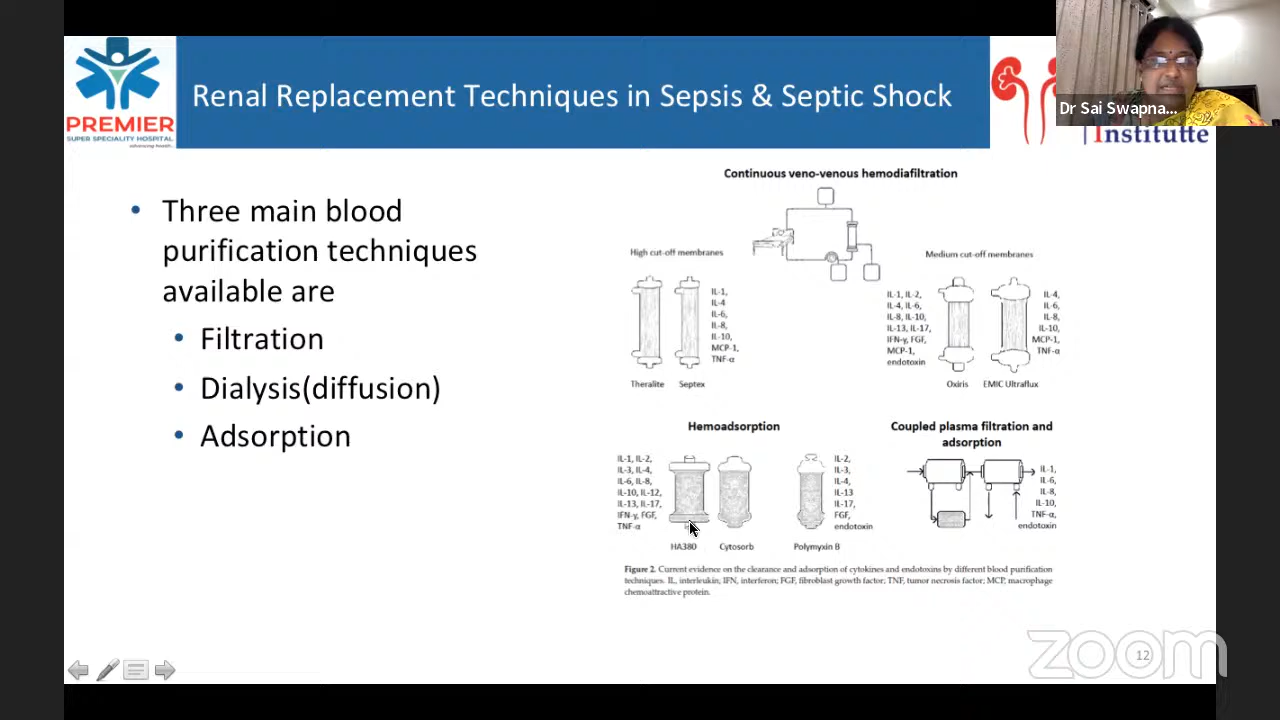 PREMIER
SUPER SPECIALITY HOSPITAL
advancing health...
Renal Replacement Techniques in Sepsis & Septic Shock
Dr Sai Swapna...
Institutte
• Three main blood
purification techniques
available are
• Filtration
• Dialysis(diffusion)
• Adsorption
Continuous veno-venous hemodiafiltration
High cut-off membranes
IL-1,
IL-4
IL-6,
IL-8,
IL-10,
MCP-1,
TNF-α
Theralite
Septex
Medium cut-off membranes
IL-1, IL-2,
IL-4, IL-6,
IL-8, IL-10,
IL-13, IL-17,
IFN-γ, FGF,
MCP-1,
endotoxin
IL-4,
IL-6,
IL-8,
IL-10,
MCP-1,
TNF-α
Oxiris
EMIC Ultraflux
Hemoadsorption
IL-1, IL-2,
IL-3, IL-4,
IL-6, IL-8,
IL-10, IL-12,
IL-13, IL-17,
IFN-γ, FGF,
TNF-α
IL-2,
IL-3,
IL-4,
IL-13
IL-17,
FGF,
endotoxin
HA380
Cytosorb
Polymyxin B
Coupled plasma filtration and
adsorption
IL-1,
IL-6,
IL-8,
IL-10,
TNF-α,
endotoxin
Figure 2. Current evidence on the clearance and adsorption of cytokines and endotoxins by different blood purification
techniques. IL, interleukin; IFN, interferon; FGF, fibroblast growth factor; TNF, tumor necrosis factor; MCP, macrophage
chemoattractive protein.
zoom
12